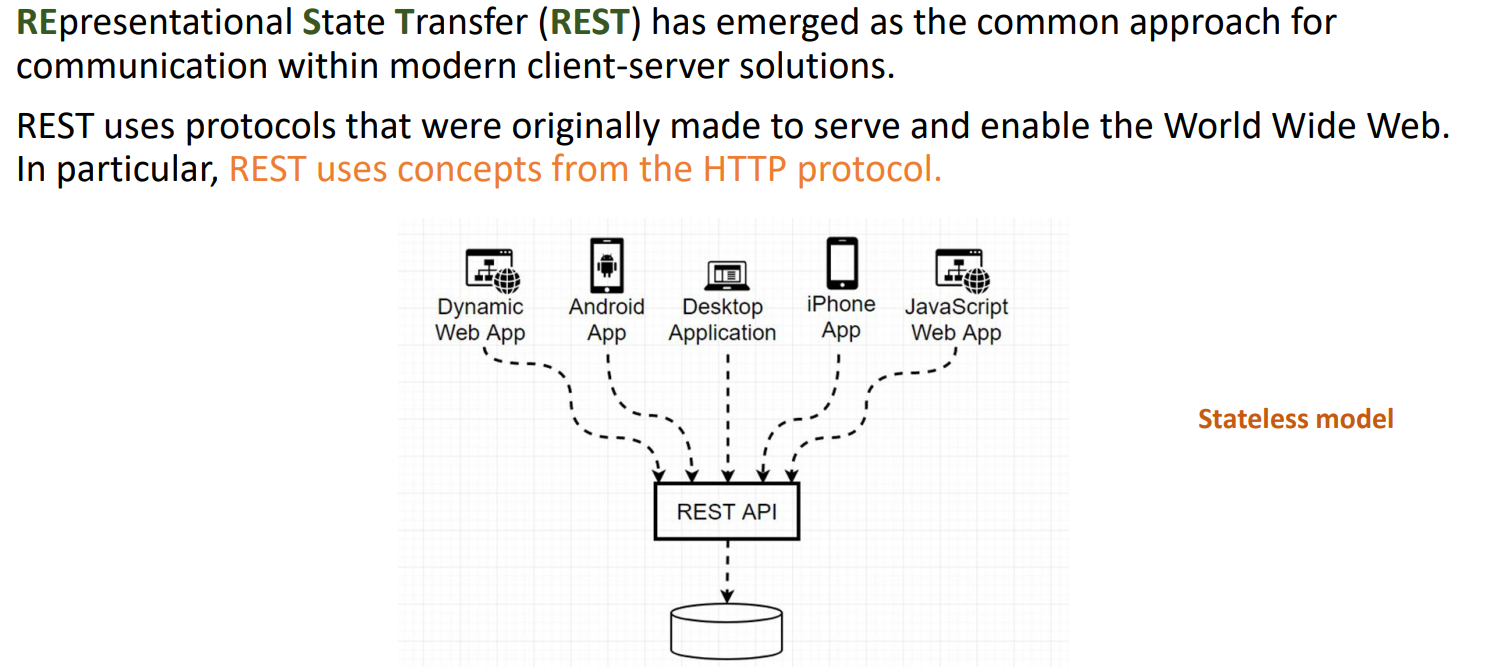 REpresentational State Transfer (REST) has emerged as the common approach for
communication within modern client-server solutions.
REST uses protocols that were originally made to serve and enable the World Wide Web.
In particular, REST uses concepts from the HTTP protocol.
Dynamic
Web App
Android
App
Desktop
Application
iPhone
App
JavaScript
Web App
Stateless model
REST API